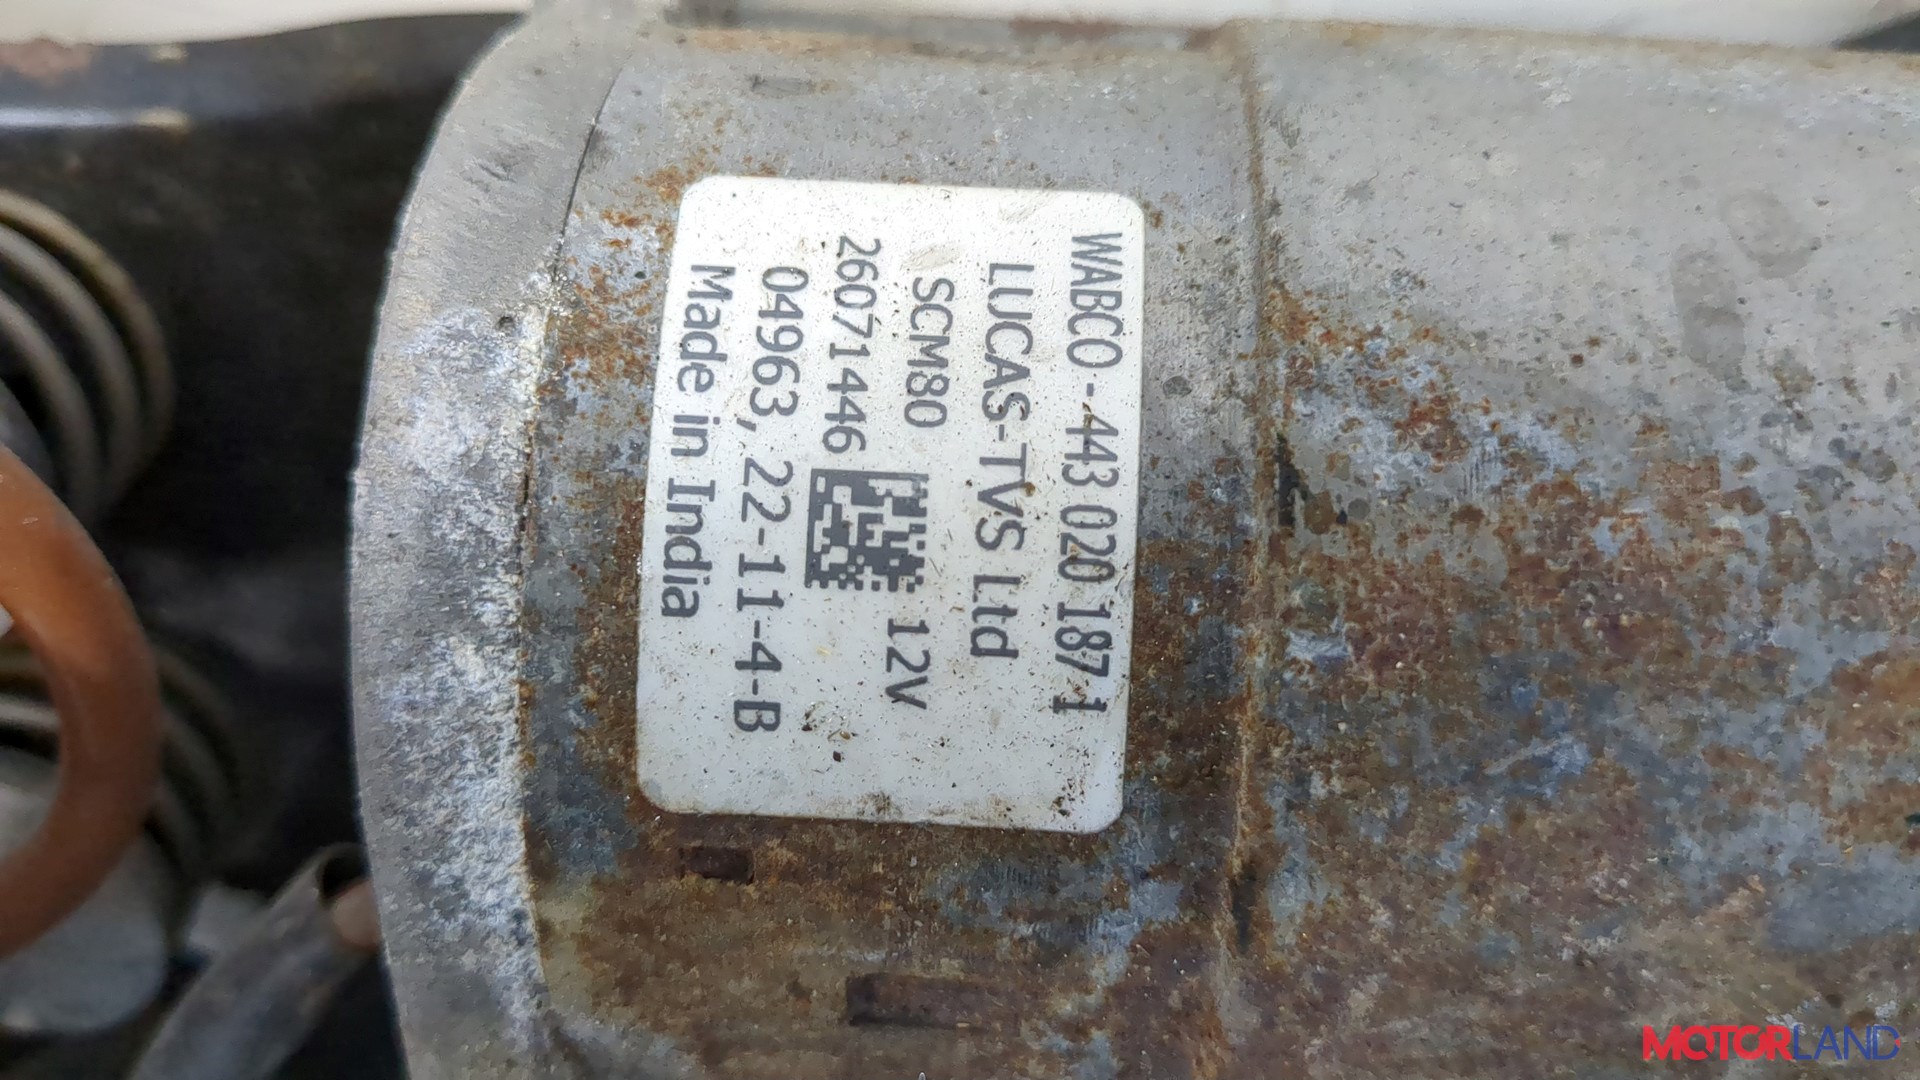 WABCO - 443 020 187 1
LUCAS-TVS Ltd
SCM80
26071446 12V
04963, 22-11-4-B
Made in India
MOTORLAND